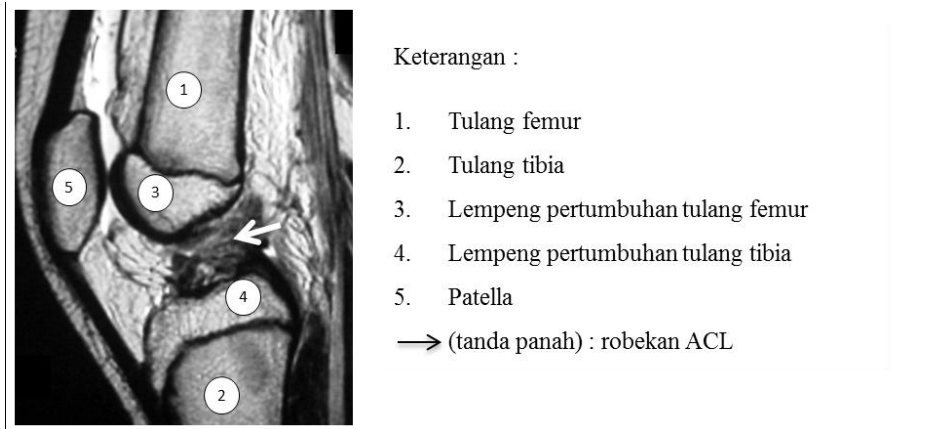 1
5
3
4
2
Keterangan :
1. Tulang femur
2. Tulang tibia
3. Lempeng pertumbuhan tulang femur
4. Lempeng pertumbuhan tulang tibia
5. Patella
(tanda panah) : robekan ACL